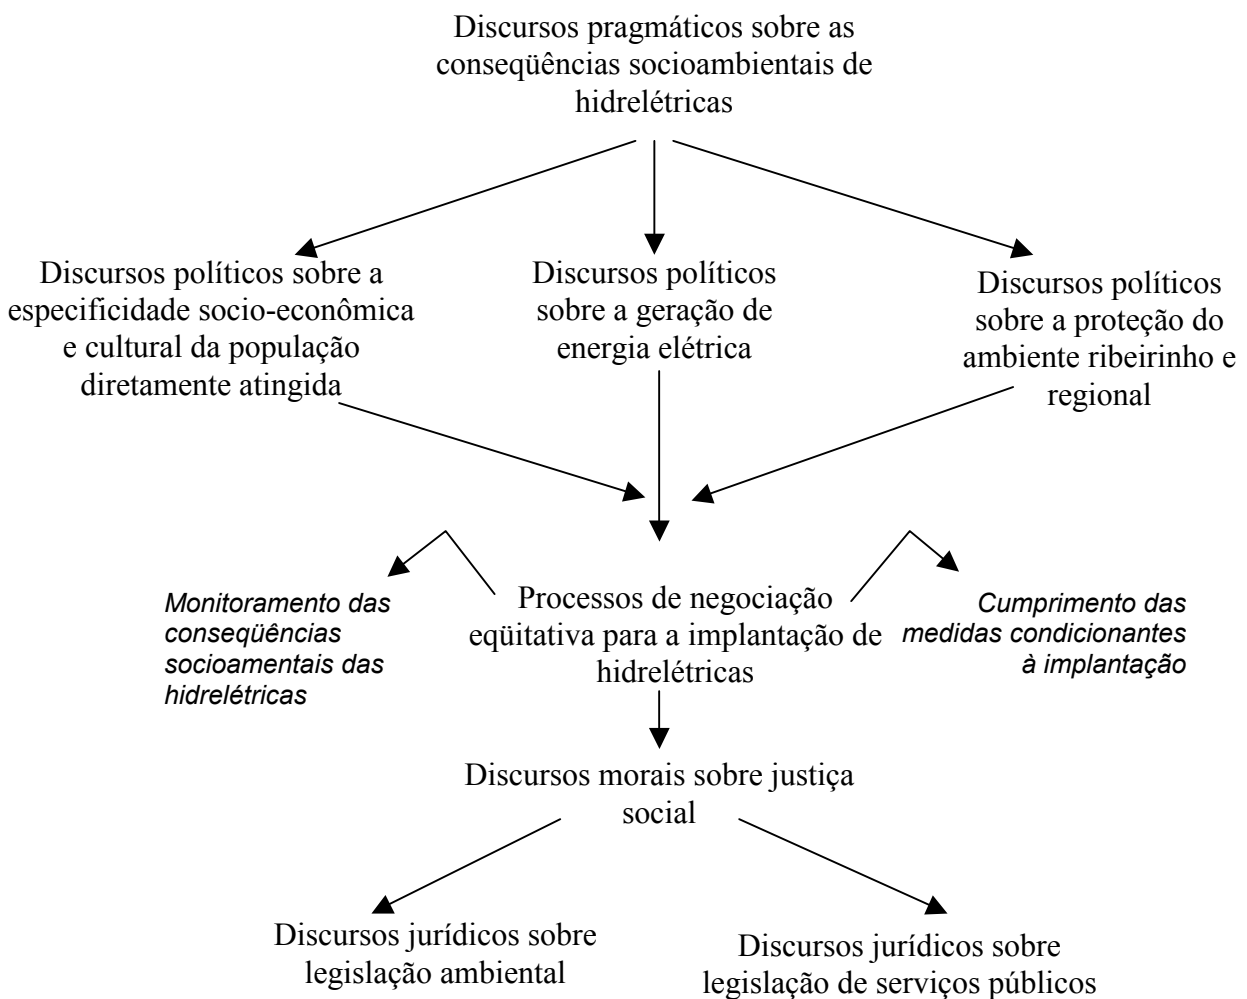 Discursos pragmáticos sobre as
conseqüências socioambientais de
hidrelétricas
Discursos políticos sobre a
especificidade socio-econômica
e cultural da população
diretamente atingida
Discursos políticos
sobre a geração de
energia elétrica
Discursos políticos
sobre a proteção do
ambiente ribeirinho e
regional
Monitoramento das
conseqüências
socioamentais das
hidrelétricas
Processos de negociação
eqüitativa para a implantação de
hidrelétricas
Cumprimento das
medidas condicionantes
à implantação
Discursos morais sobre justiça
social
Discursos jurídicos sobre
legislação ambiental
Discursos jurídicos sobre
legislação de serviços públicos